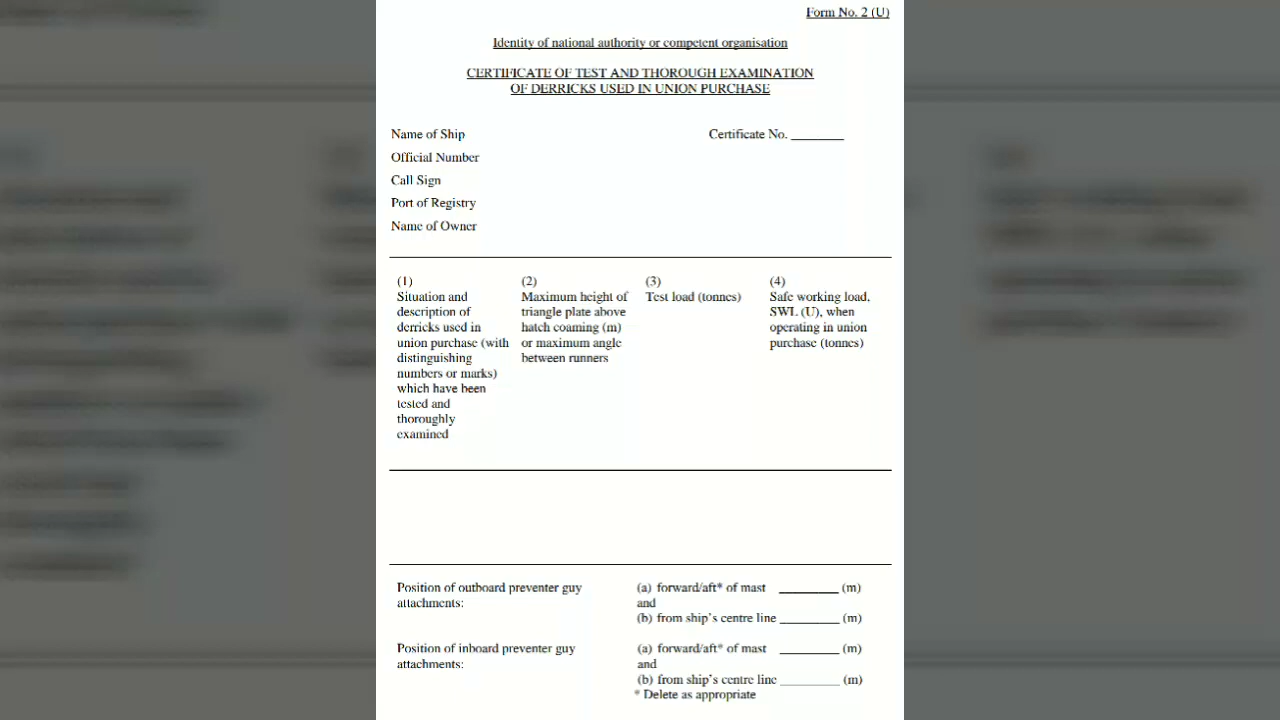 Form No. 2 (U)
Identity of national authority or competent organisation
CERTIFICATE OF TEST AND THOROUGH EXAMINATION
OF DERRICKS USED IN UNION PURCHASE
Name of Ship
Certificate No. ________
Official Number
Call Sign
Port of Registry
Name of Owner
(1)
Situation and
description of
derricks used in
union purchase (with
distinguishing
numbers or marks)
which have been
tested and
thoroughly
examined
(2)
Maximum height of
triangle plate above
hatch coaming (m)
or maximum angle
between runners
(3)
Test load (tonnes)
(4)
Safe working load,
SWL (U), when
operating in union
purchase (tonnes)
Position of outboard preventer guy
attachments:
(a) forward/aft* of mast _________ (m)
and
(b) from ship's centre line _________ (m)
Position of inboard preventer guy
attachments:
(a) forward/aft* of mast _________ (m)
and
(b) from ship's centre line _________ (m)
* Delete as appropriate